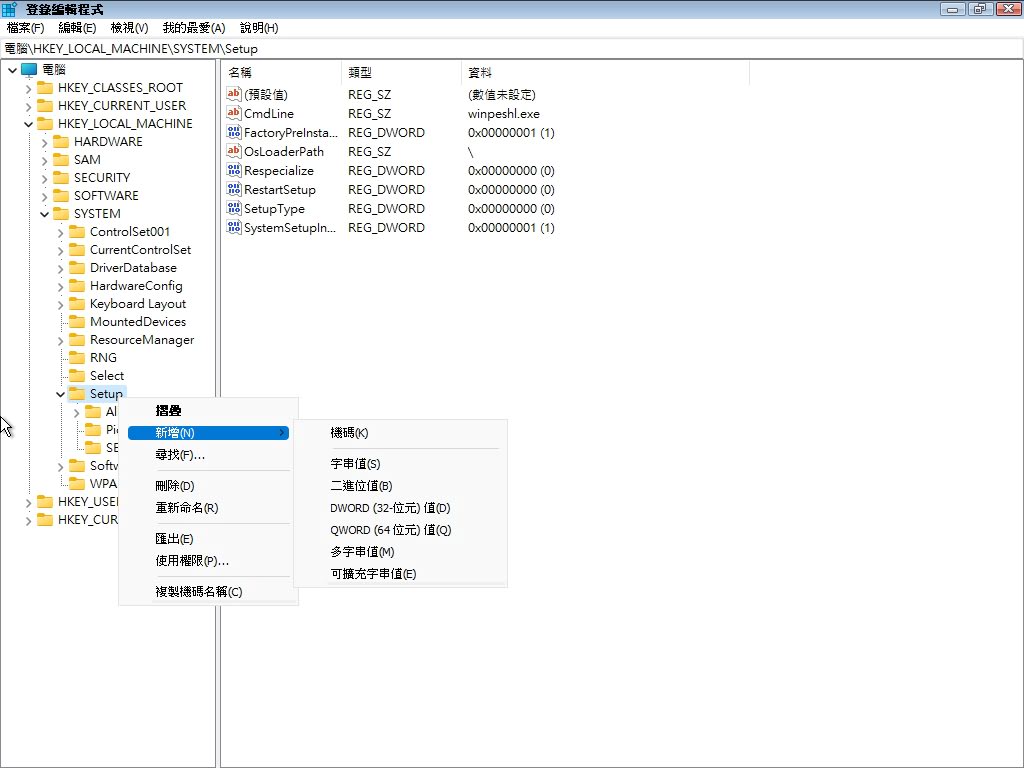 登錄編輯程式
檔案(F) 編輯(E) 檢視(V) 我的最愛(A) 說明(H)
電腦\HKEY_LOCAL_MACHINE\SYSTEM\Setup
電腦
HKEY_CLASSES_ROOT
HKEY_CURRENT_USER
HKEY_LOCAL_MACHINE
HARDWARE
SAM
SECURITY
SOFTWARE
SYSTEM
ControlSet001
CurrentControlSet
DriverDatabase
HardwareConfig
Keyboard Layout
MountedDevices
ResourceManager
RNG
Select
Setup
Al
Pi
SE
Softw
WPA
HKEY_USE
HKEY_CUR
名稱 類型 資料
(預設值) REG_SZ (數值未設定)
CmdLine REG_SZ winpeshl.exe
FactoryPreInsta... REG_DWORD 0x00000001 (1)
OsLoaderPath REG_SZ \
Respecialize REG_DWORD 0x00000000 (0)
RestartSetup REG_DWORD 0x00000000 (0)
SetupType REG_DWORD 0x00000000 (0)
SystemSetupIn... REG_DWORD 0x00000001 (1)
摺疊
新增(N)
尋找(F)...
刪除(D)
重新命名(R)
匯出(E)
使用權限(P)...
複製機碼名稱(C)
機碼(K)
字串值(S)
二進位值(B)
DWORD (32-位元) 值(D)
QWORD (64 位元) 值(Q)
多字串值(M)
可擴充字串值(E)